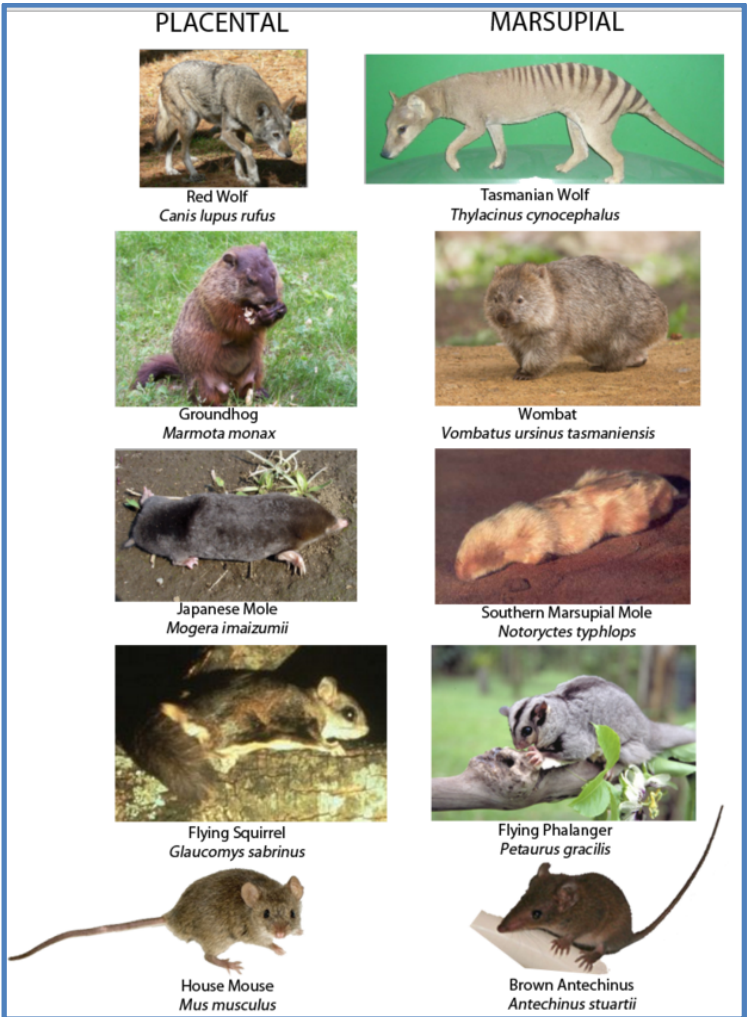 PLACENTAL
MARSUPIAL
Red Wolf
Canis lupus rufus
Tasmanian Wolf
Thylacinus cynocephalus
Groundhog
Marmota monax
Wombat
Vombatus ursinus tasmaniensis
Japanese Mole
Mogera imaizumii
Southern Marsupial Mole
Notoryctes typhlops
Flying Squirrel
Glaucomys sabrinus
Flying Phalanger
Petaurus gracilis
House Mouse
Mus musculus
Brown Antechinus
Antechinus stuartii